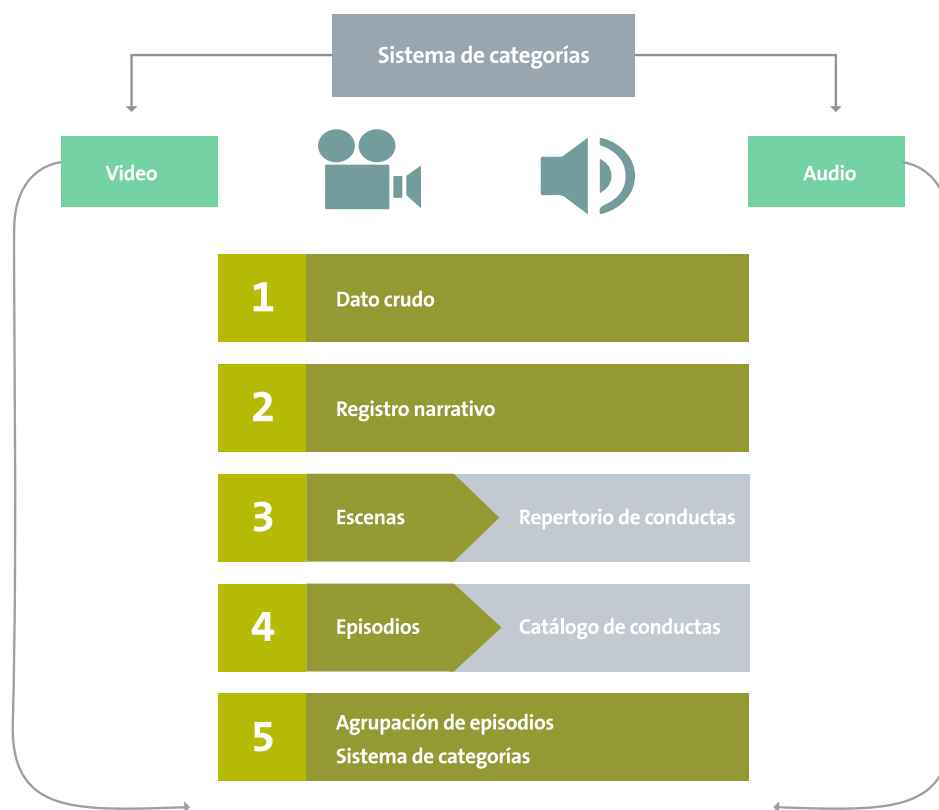 Sistema de categorías
Video
Audio
1
Dato crudo
2
Registro narrativo
3
Escenas
Repertorio de conductas
4
Episodios
Catálogo de conductas
5
Agrupación de episodios
Sistema de categorías